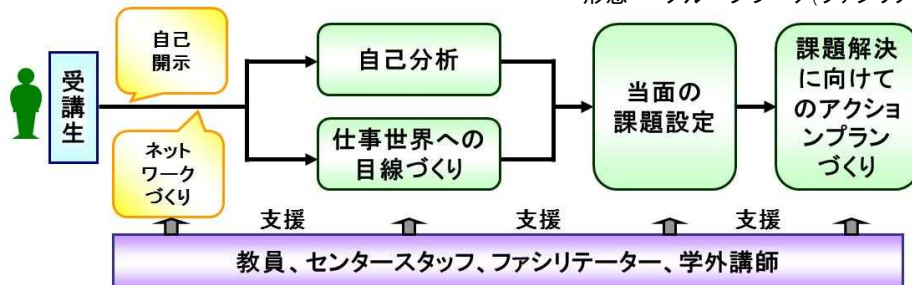 自己
開示
受
講
生
ネット
ワーク
づくり
自己分析
仕事世界への
目線づくり
当面の
課題設定
課題解決
に向けて
のアクショ
ンプラン
づくり
支援
支援
支援
教員、センタースタッフ、ファシリテーター、学外講師